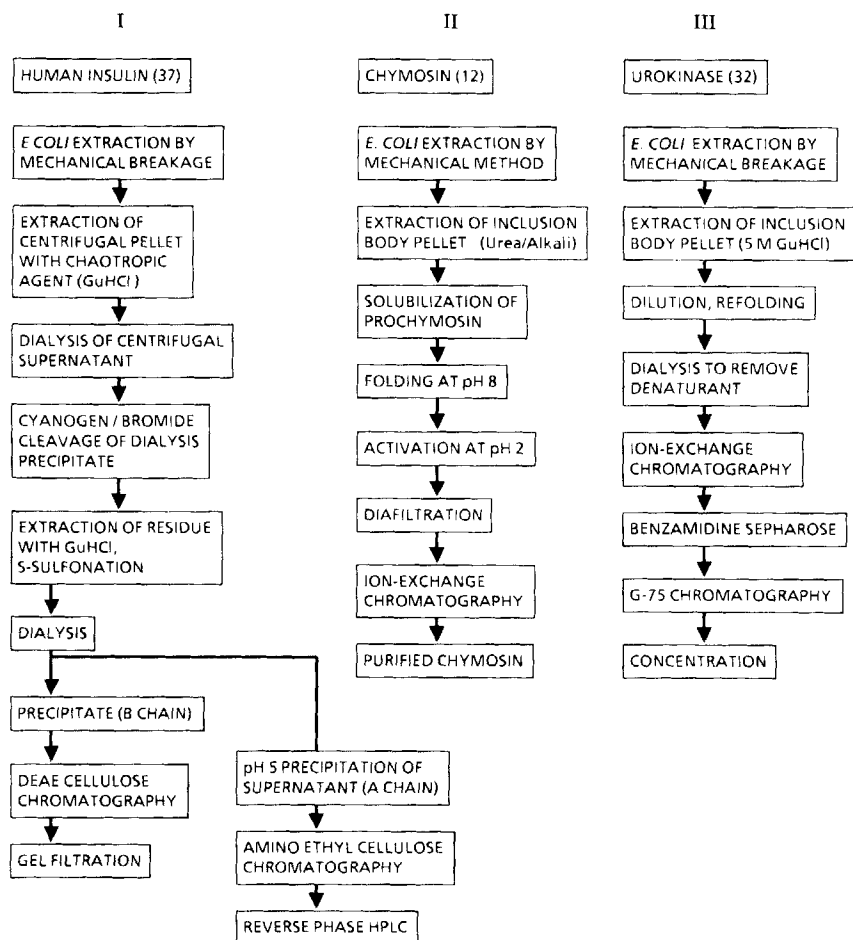 I
HUMAN INSULIN (37)
E COLI EXTRACTION BY
MECHANICAL BREAKAGE
EXTRACTION OF
CENTRIFUGAL PELLET
WITH CHAOTROPIC
AGENT (GuHCl)
DIALYSIS OF CENTRIFUGAL
SUPERNATANT
CYANOGEN / BROMIDE
CLEAVAGE OF DIALYSIS
PRECIPITATE
EXTRACTION OF RESIDUE
WITH GuHCl,
S-SULFONATION
DIALYSIS
PRECIPITATE (B CHAIN)
DEAE CELLULOSE
CHROMATOGRAPHY
GEL FILTRATION
pH 5 PRECIPITATION OF
SUPERNATANT (A CHAIN)
AMINO ETHYL CELLULOSE
CHROMATOGRAPHY
REVERSE PHASE HPLC
II
CHYMOSIN (12)
E. COLI EXTRACTION BY
MECHANICAL METHOD
EXTRACTION OF INCLUSION
BODY PELLET (Urea/Alkali)
SOLUBILIZATION OF
PROCHYMOSIN
FOLDING AT pH 8
ACTIVATION AT pH 2
DIAFILTRATION
ION-EXCHANGE
CHROMATOGRAPHY
PURIFIED CHYMOSIN
III
UROKINASE (32)
E. COLI EXTRACTION BY
MECHANICAL BREAKAGE
EXTRACTION OF INCLUSION
BODY PELLET (5 M GuHCl)
DILUTION, REFOLDING
DIALYSIS TO REMOVE
DENATURANT
ION-EXCHANGE
CHROMATOGRAPHY
BENZAMIDINE SEPHAROSE
G-75 CHROMATOGRAPHY
CONCENTRATION